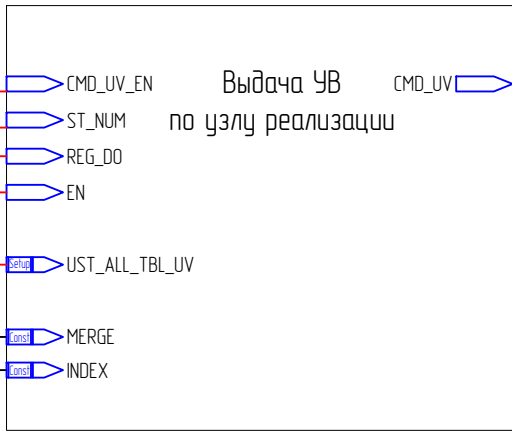 CMD_UV_EN
Выдача УВ
CMD_UV
ST_NUM
по узлу реализации
REG_DO
EN
Setup
UST_ALL_TBL_UV
Const
MERGE
Const
INDEX